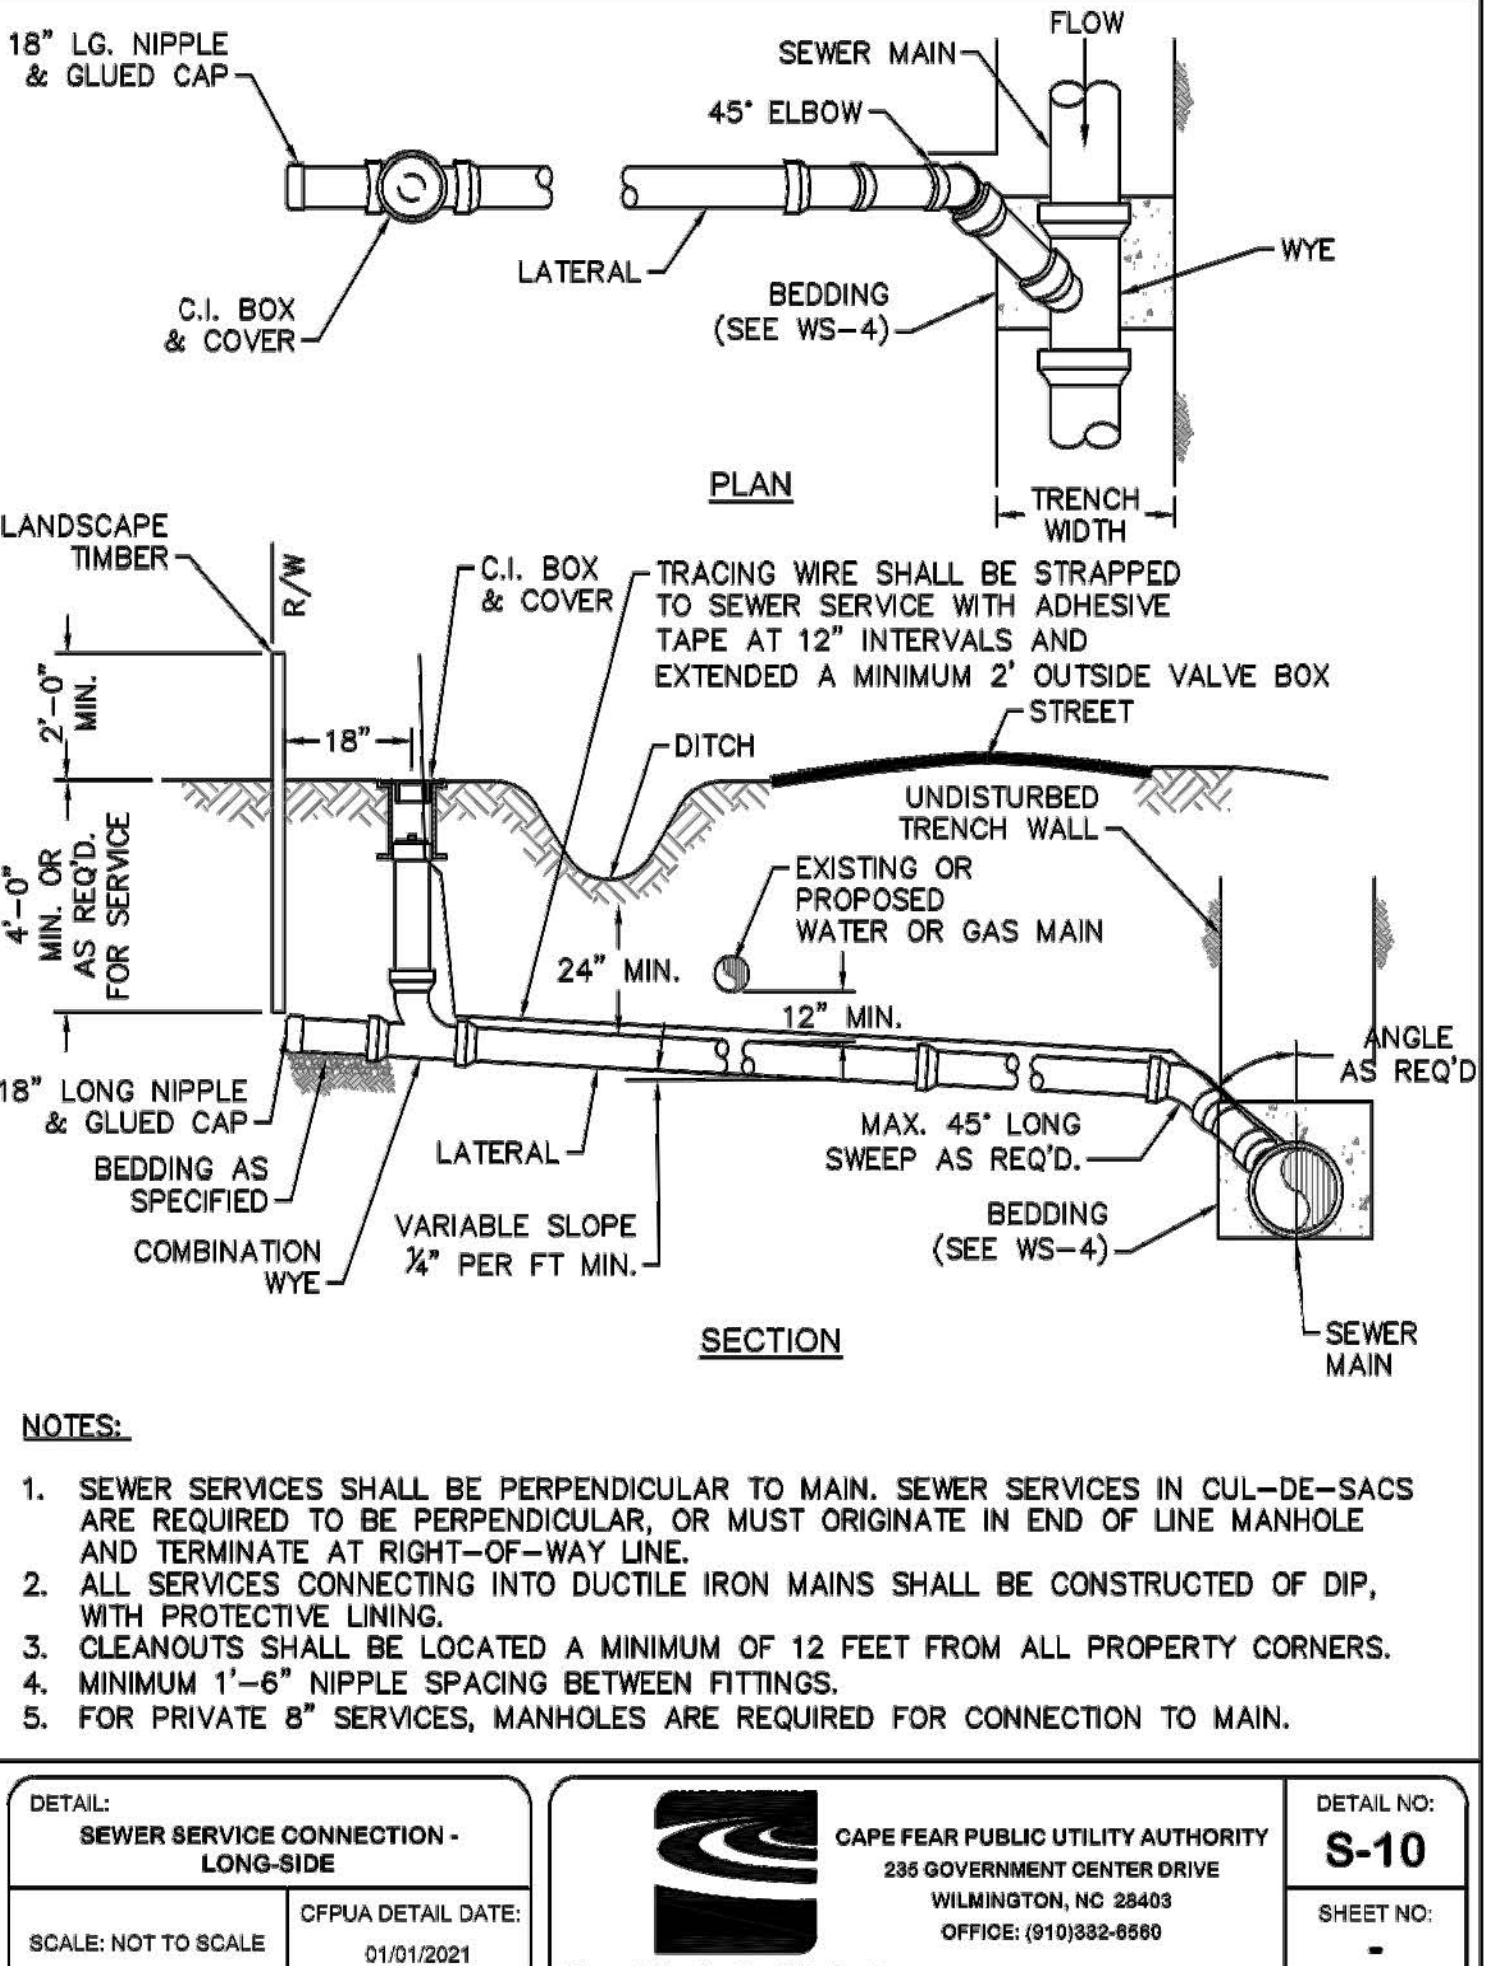 18" LG. NIPPLE
& GLUED CAP
FLOW
SEWER MAIN
45° ELBOW
LATERAL
C.I. BOX
& COVER
BEDDING
(SEE WS-4)
WYE
PLAN
TRENCH
WIDTH
LANDSCAPE
TIMBER
R/W
C.I. BOX
& COVER
TRACING WIRE SHALL BE STRAPPED
TO SEWER SERVICE WITH ADHESIVE
TAPE AT 12" INTERVALS AND
EXTENDED A MINIMUM 2' OUTSIDE VALVE BOX
2'-0"
MIN.
18"
DITCH
STREET
UNDISTURBED
TRENCH WALL
4'-0"
MIN. OR
AS REQ'D.
FOR SERVICE
EXISTING OR
PROPOSED
WATER OR GAS MAIN
24" MIN.
12" MIN.
ANGLE
AS REQ'D
18" LONG NIPPLE
& GLUED CAP
BEDDING AS
SPECIFIED
COMBINATION
WYE
LATERAL
VARIABLE SLOPE
¼" PER FT MIN.
MAX. 45° LONG
SWEEP AS REQ'D.
BEDDING
(SEE WS-4)
SEWER
MAIN
SECTION
NOTES:
1. SEWER SERVICES SHALL BE PERPENDICULAR TO MAIN. SEWER SERVICES IN CUL-DE-SACS
ARE REQUIRED TO BE PERPENDICULAR, OR MUST ORIGINATE IN END OF LINE MANHOLE
AND TERMINATE AT RIGHT-OF-WAY LINE.
2. ALL SERVICES CONNECTING INTO DUCTILE IRON MAINS SHALL BE CONSTRUCTED OF DIP,
WITH PROTECTIVE LINING.
3. CLEANOUTS SHALL BE LOCATED A MINIMUM OF 12 FEET FROM ALL PROPERTY CORNERS.
4. MINIMUM 1'-6" NIPPLE SPACING BETWEEN FITTINGS.
5. FOR PRIVATE 8" SERVICES, MANHOLES ARE REQUIRED FOR CONNECTION TO MAIN.
DETAIL:
SEWER SERVICE CONNECTION -
LONG-SIDE
SCALE: NOT TO SCALE
CFPUA DETAIL DATE:
01/01/2021
CAPE FEAR PUBLIC UTILITY AUTHORITY
235 GOVERNMENT CENTER DRIVE
WILMINGTON, NC 28403
OFFICE: (910)332-6560
DETAIL NO:
S-10
SHEET NO:
-